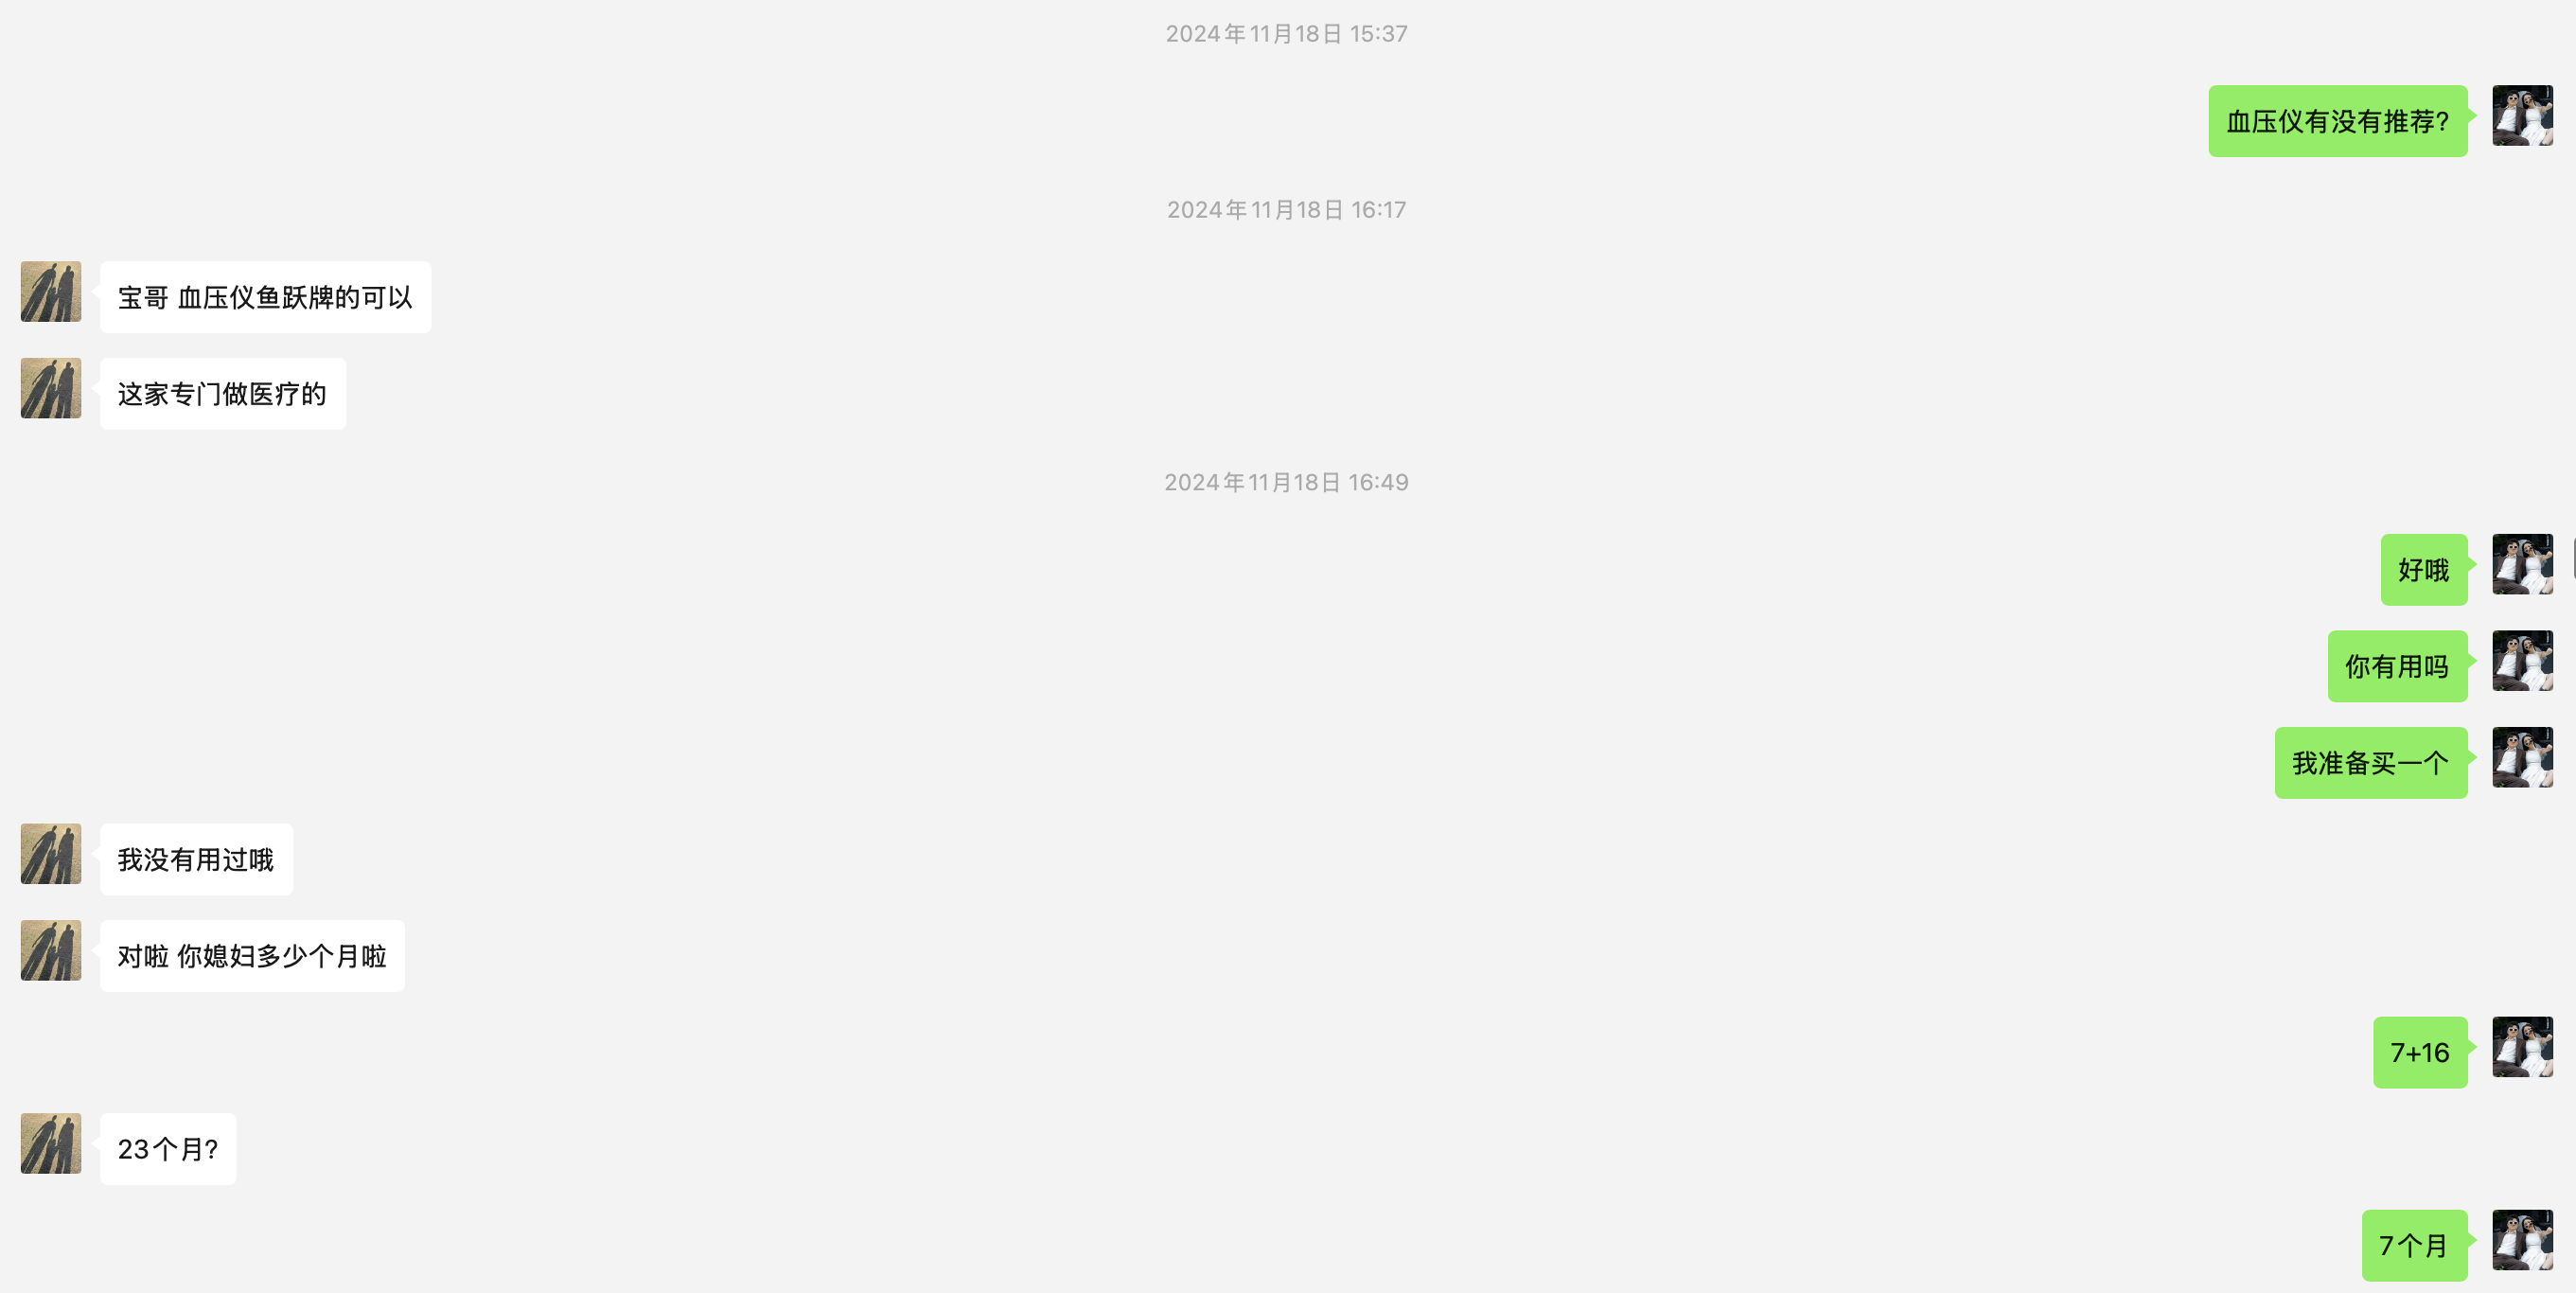 2024年11月18日 15:37
血压仪有没有推荐?
2024年11月18日 16:17
宝哥 血压仪鱼跃牌的可以
这家专门做医疗的
2024年11月18日 16:49
好哦
你有用吗
我准备买一个
我没有用过哦
对啦 你媳妇多少个月啦
7+16
23个月?
7个月